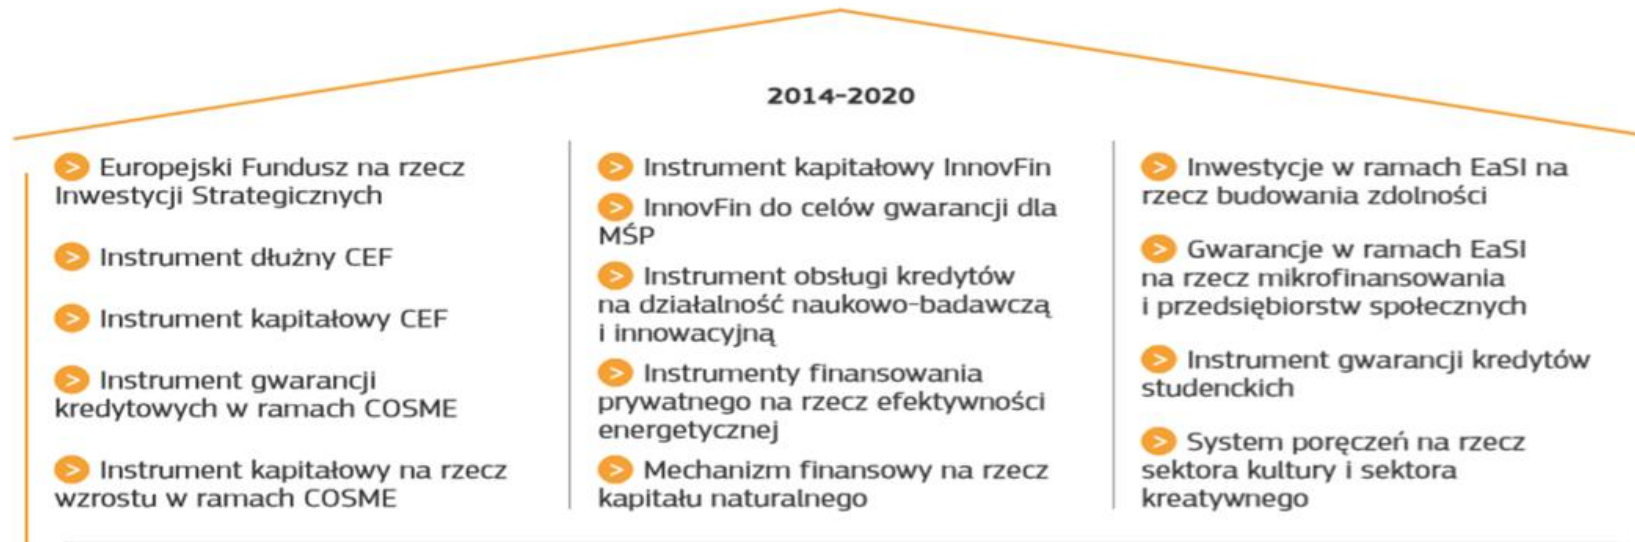 2014-2020
> Europejski Fundusz na rzecz
Inwestycji Strategicznych
> Instrument dłużny CEF
> Instrument kapitałowy CEF
> Instrument gwarancji
kredytowych w ramach COSME
> Instrument kapitałowy na rzecz
wzrostu w ramach COSME
> Instrument kapitałowy InnovFin
> InnovFin do celów gwarancji dla
MŚP
> Instrument obsługi kredytów
na działalność naukowo-badawczą
i innowacyjną
> Instrumenty finansowania
prywatnego na rzecz efektywności
energetycznej
> Mechanizm finansowy na rzecz
kapitału naturalnego
> Inwestycje w ramach EaSI na
rzecz budowania zdolności
> Gwarancje w ramach EaSI
na rzecz mikrofinansowania
i przedsiębiorstw społecznych
> Instrument gwarancji kredytów
studenckich
> System poręczeń na rzecz
sektora kultury i sektora
kreatywnego